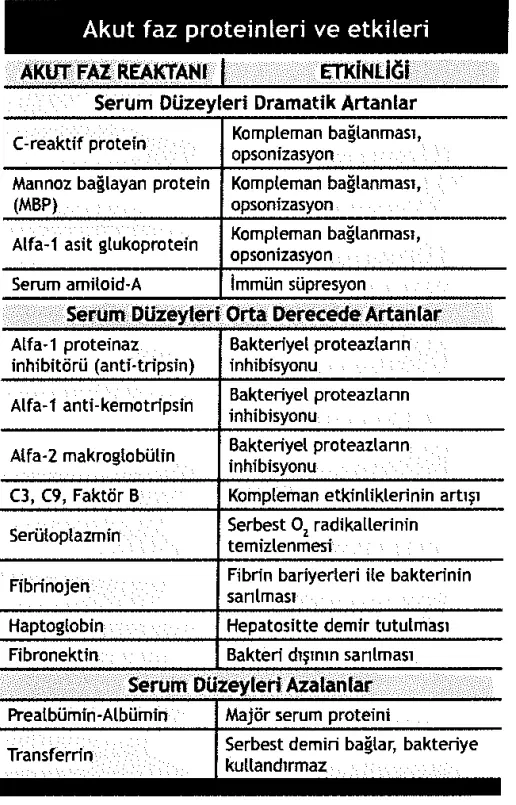 Akut faz proteinleri ve etkileri
AKUT FAZ REAKTANI | ETKİNLİĞİ
Serum Düzeyleri Dramatik Artanlar
C-reaktif protein
Kompleman bağlanması,
opsonizasyon
Mannoz bağlayan protein
(MBP)
Kompleman bağlanması,
opsonizasyon
Alfa-1 asit glukoprotein
Kompleman bağlanması,
opsonizasyon
Serum amiloid-A
İmmün süpresyon
Serum Düzeyleri Orta Derecede Artanlar
Alfa-1 proteinaz
inhibitörü (anti-tripsin)
Bakteriyel proteazların
inhibisyonu
Alfa-1 anti-kemotripsin
Bakteriyel proteazların
inhibisyonu
Alfa-2 makroglobülin
Bakteriyel proteazların
inhibisyonu
C3, C9, Faktör B
Kompleman etkinliklerinin artışı
Serüloplazmin
Serbest O₂ radikallerinin
temizlenmesi
Fibrinojen
Fibrin bariyerleri ile bakterinin
sarılması
Haptoglobin
Hepatositte demir tutulması
Fibronektin
Bakteri dışının sarılması
Serum Düzeyleri Azalanlar
Prealbümin-Albümin
Majör serum proteini
Transferrin
Serbest demiri bağlar, bakteriye
kullandırmaz